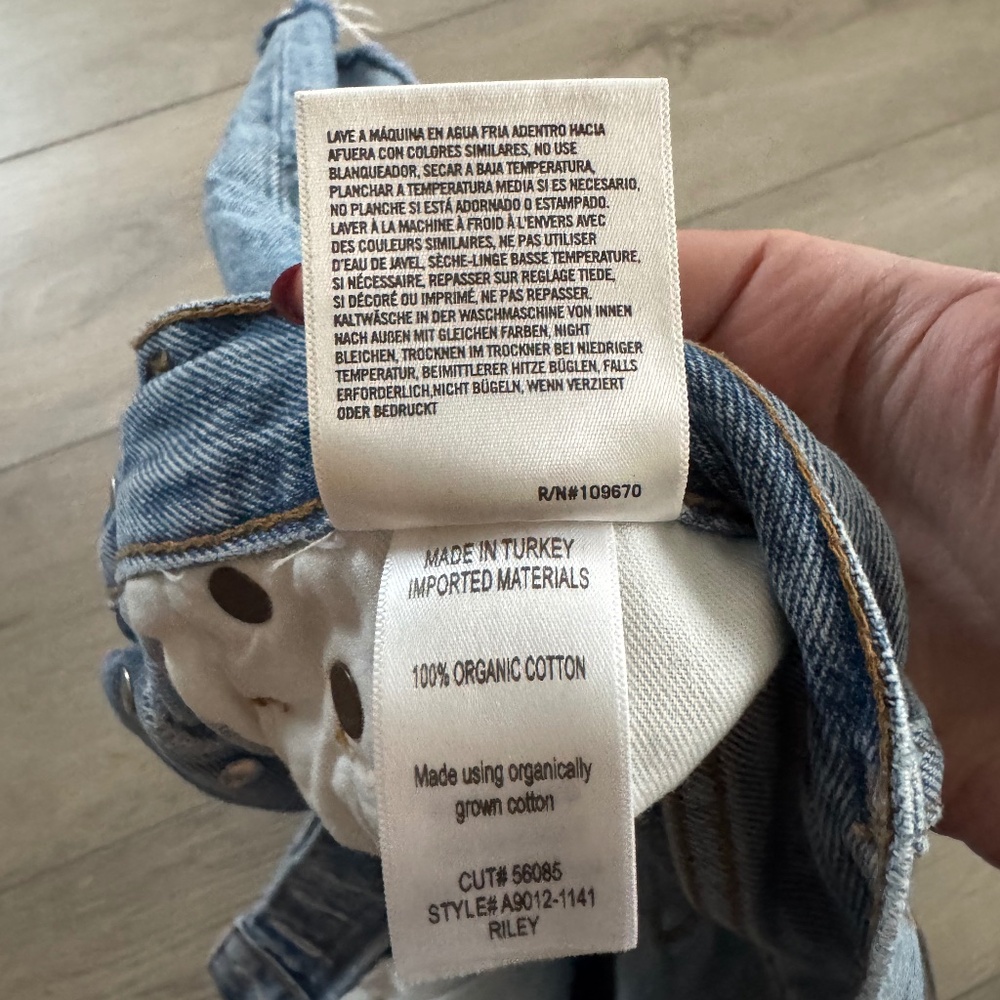 LAVE A MÁQUINA EN AGUA FRIA ADENTRO HACIA
AFUERA CON COLORES SIMILARES, NO USE
BLANQUEADOR, SECAR A BAJA TEMPERATURA,
PLANCHAR A TEMPERATURA MEDIA SI ES NECESARIO,
NO PLANCHE SI ESTÁ ADORNADO O ESTAMPADO.
LAVER À LA MACHINE À FROID À L'ENVERS AVEC
DES COULEURS SIMILAIRES, NE PAS UTILISER
D'EAU DE JAVEL, SÈCHE-LINGE BASSE TEMPERATURE,
SI NÉCESSAIRE, REPASSER SUR REGLAGE TIEDE,
SI DÉCORÉ OU IMPRIMÉ, NE PAS REPASSER.
KALTWÄSCHE IN DER WASCHMASCHINE VON INNEN
NACH AUßEN MIT GLEICHEN FARBEN, NIGHT
BLEICHEN, TROCKNEN IM TROCKNER BEI NIEDRIGER
TEMPERATUR, BEIMITTLERER HITZE BÜGLEN, FALLS
ERFORDERLICH,NICHT BÜGELN, WENN VERZIERT
ODER BEDRUCKT
R/N#109670
MADE IN TURKEY
IMPORTED MATERIALS
100% ORGANIC COTTON
Made using organically
grown cotton
CUT# 56085
STYLE# A9012-1141
RILEY